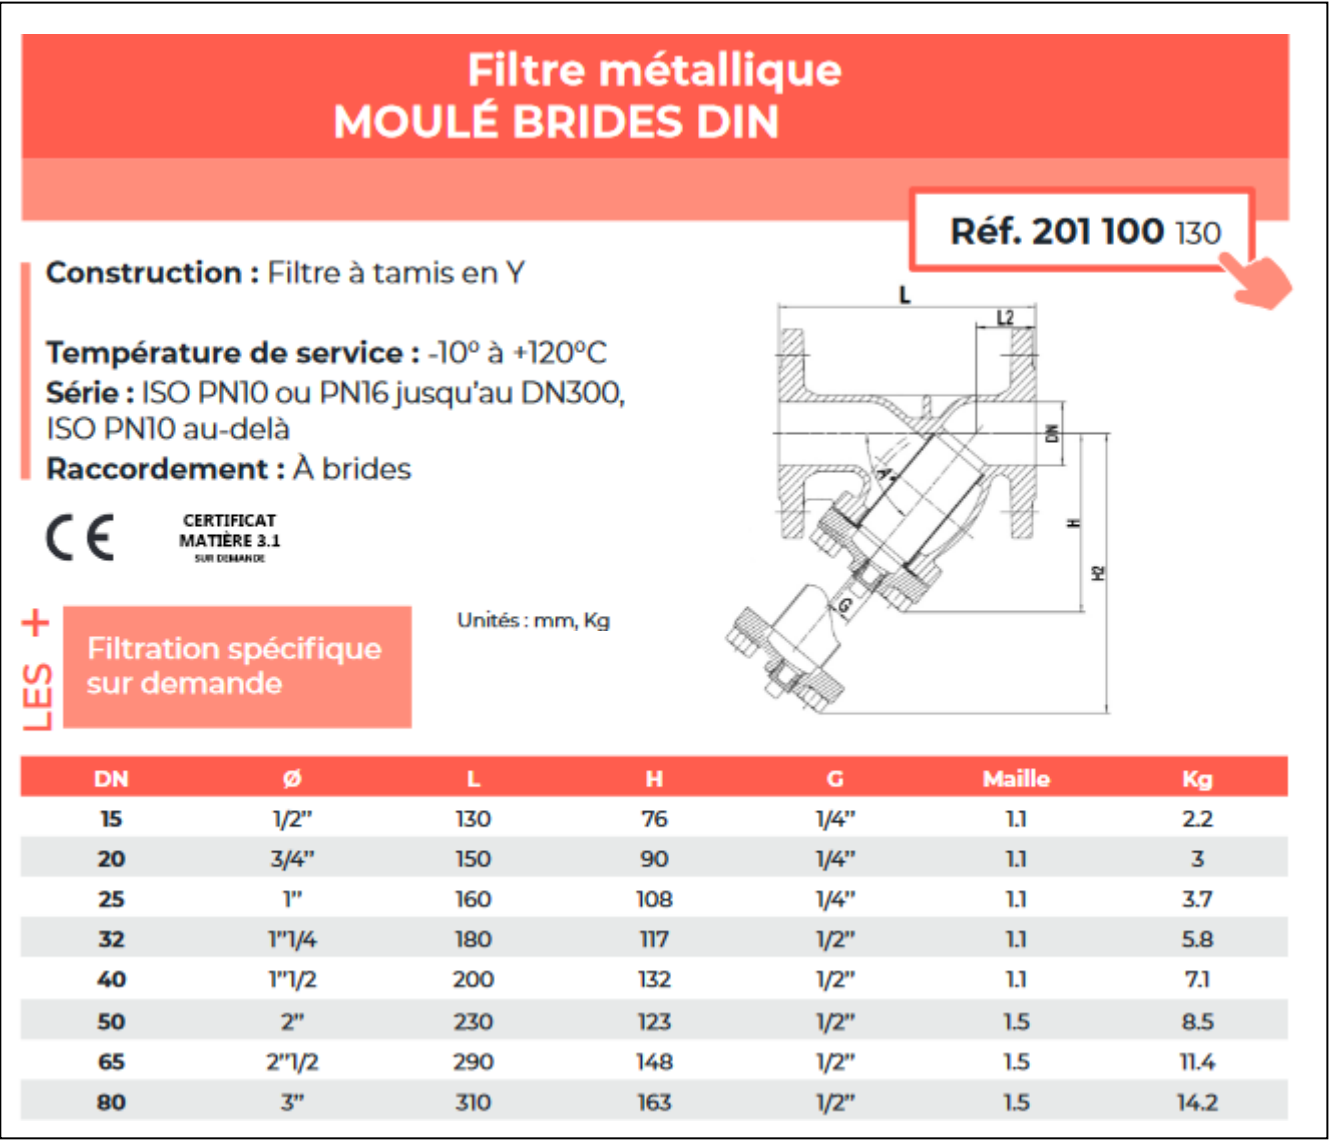 Filtre métallique
MOULÉ BRIDES DIN
Réf. 201 100 130
Construction : Filtre à tamis en Y
Température de service : -10° à +120°C
Série : ISO PN10 ou PN16 jusqu'au DN300,
ISO PN10 au-delà
Raccordement : À brides
CE
CERTIFICAT
MATIÈRE 3.1
SUR DEMANDE
L
L2
DN
A
H
H2
G
LES +
Filtration spécifique
sur demande
Unités : mm, Kg
DN Ø L H G Maille Kg
15 1/2” 130 76 1/4” 1.1 2.2
20 3/4” 150 90 1/4” 1.1 3
25 1” 160 108 1/4” 1.1 3.7
32 1”1/4 180 117 1/2” 1.1 5.8
40 1”1/2 200 132 1/2” 1.1 7.1
50 2” 230 123 1/2” 1.5 8.5
65 2”1/2 290 148 1/2” 1.5 11.4
80 3” 310 163 1/2” 1.5 14.2